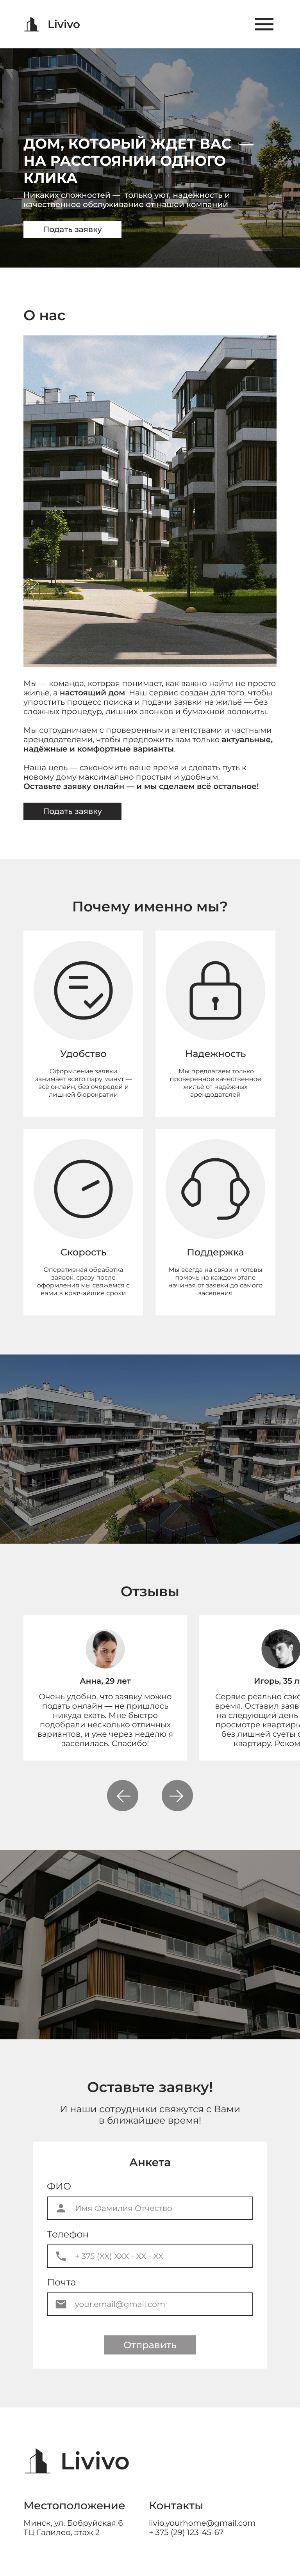 Livivo
ДОМ, КОТОРЫЙ ЖДЕТ ВАС —
НА РАССТОЯНИИ ОДНОГО
КЛИКА
Никаких сложностей — только уют, надежность и
качественное обслуживание от нашей компании
Подать заявку
О нас
Мы — команда, которая понимает, как важно найти не просто
жильё, а настоящий дом. Наш сервис создан для того, чтобы
упростить процесс поиска и подачи заявки на жильё — без
сложных процедур, лишних звонков и бумажной волокиты.
Мы сотрудничаем с проверенными агентствами и частными
арендодателями, чтобы предложить вам только актуальные,
надёжные и комфортные варианты.
Наша цель — сэкономить ваше время и сделать путь к
новому дому максимально простым и удобным.
Оставьте заявку онлайн — и мы сделаем всё остальное!
Подать заявку
Почему именно мы?
Удобство
Оформление заявки
занимает всего пару минут —
всё онлайн, без очередей и
лишней бюрократии
Надежность
Мы предлагаем только
проверенное качественное
жильё от надёжных
арендодателей
Скорость
Оперативная обработка
заявок, сразу после
оформления мы свяжемся с
вами в кратчайшие сроки
Поддержка
Мы всегда на связи и готовы
помочь на каждом этапе
начиная от заявки до самого
заселения
Отзывы
Анна, 29 лет
Очень удобно, что заявку можно
подать онлайн — не пришлось
никуда ехать. Мне быстро
подобрали несколько отличных
вариантов, и уже через неделю я
заселилась. Спасибо!
Игорь, 35 л
Сервис реально сэко
время. Оставил заяв
на следующий день
просмотре квартиры
без лишней суеты с
квартиру. Реком
Оставьте заявку!
И наши сотрудники свяжутся с Вами
в ближайшее время!
Анкета
ФИО
Имя Фамилия Отчество
Телефон
+ 375 (XX) XXX - XX - XX
Почта
your.email@gmail.com
Отправить
Livivo
Местоположение
Минск, ул. Бобруйская 6
ТЦ Галилео, этаж 2
Контакты
livio.yourhome@gmail.com
+ 375 (29) 123-45-67